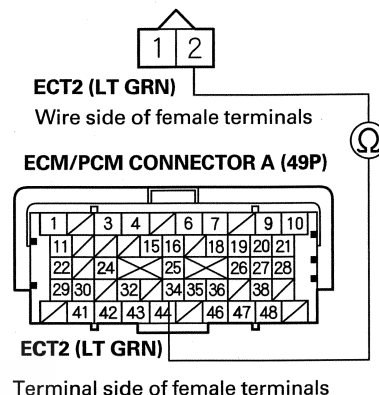 1 2
ECT2 (LT GRN)
Wire side of female terminals
Ω
ECM/PCM CONNECTOR A (49P)
1 3 4 6 7 9 10
11 15 16 18 19 20 21
22 24 25 26 27 28
29 30 32 34 35 36 38
41 42 43 44 46 47 48
ECT2 (LT GRN)
Terminal side of female terminals